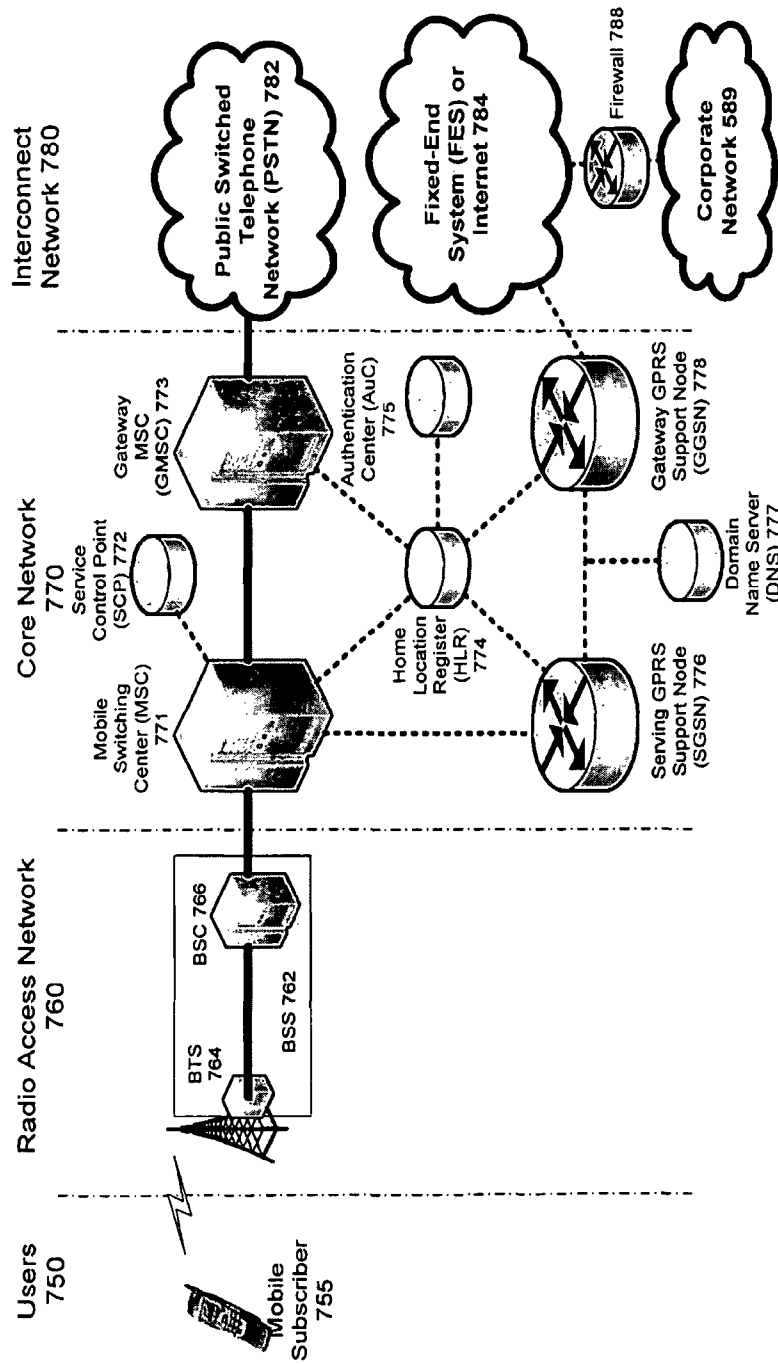 Users
750
Radio Access Network
760
Core Network
770
Interconnect
Network 780
Mobile
Subscriber
755
BTS
764
BSC 766
BSS 762
Mobile
Switching
Center (MSC)
771
Service
Control Point
(SCP) 772
Gateway
MSC
(GMSC) 773
Public Switched
Telephone
Network (PSTN) 782
Home
Location
Register
(HLR)
774
Authentication
Center (AuC)
775
Fixed-End
System (FES) or
Internet 784
Firewall 788
Serving GPRS
Support Node
(SGSN) 776
Domain
Name Server
(DNS) 777
Gateway GPRS
Support Node
(GGSN) 778
Corporate
Network 589